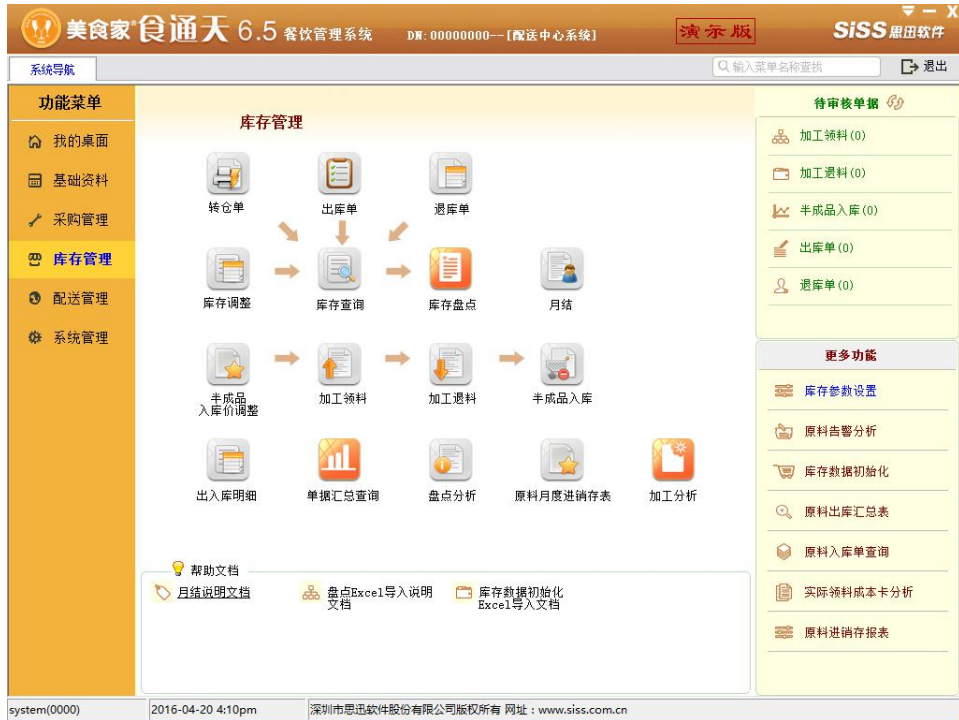 美食家®食通天 6.5 餐饮管理系统 DN:00000000--[配送中心系统] 演示版 SiSS 思迅软件
系统导航 输入菜单名称查找 退出
功能菜单
我的桌面
基础资料
采购管理
库存管理
配送管理
系统管理
库存管理
转仓单 出库单 退库单
库存调整 库存查询 库存盘点 月结
半成品
入库价调整 加工领料 加工退料 半成品入库
出入库明细 单据汇总查询 盘点分析 原料月度进销存表 加工分析
帮助文档
月结说明文档 盘点Excel导入说明
文档 库存数据初始化
Excel导入文档
待审核单据
加工领料(0)
加工退料(0)
半成品入库(0)
出库单(0)
退库单(0)
更多功能
库存参数设置
原料告警分析
库存数据初始化
原料出库汇总表
原料入库单查询
实际领料成本卡分析
原料进销存报表
system(0000) 2016-04-20 4:10pm 深圳市思迅软件股份有限公司版权所有 网址：www.siss.com.cn